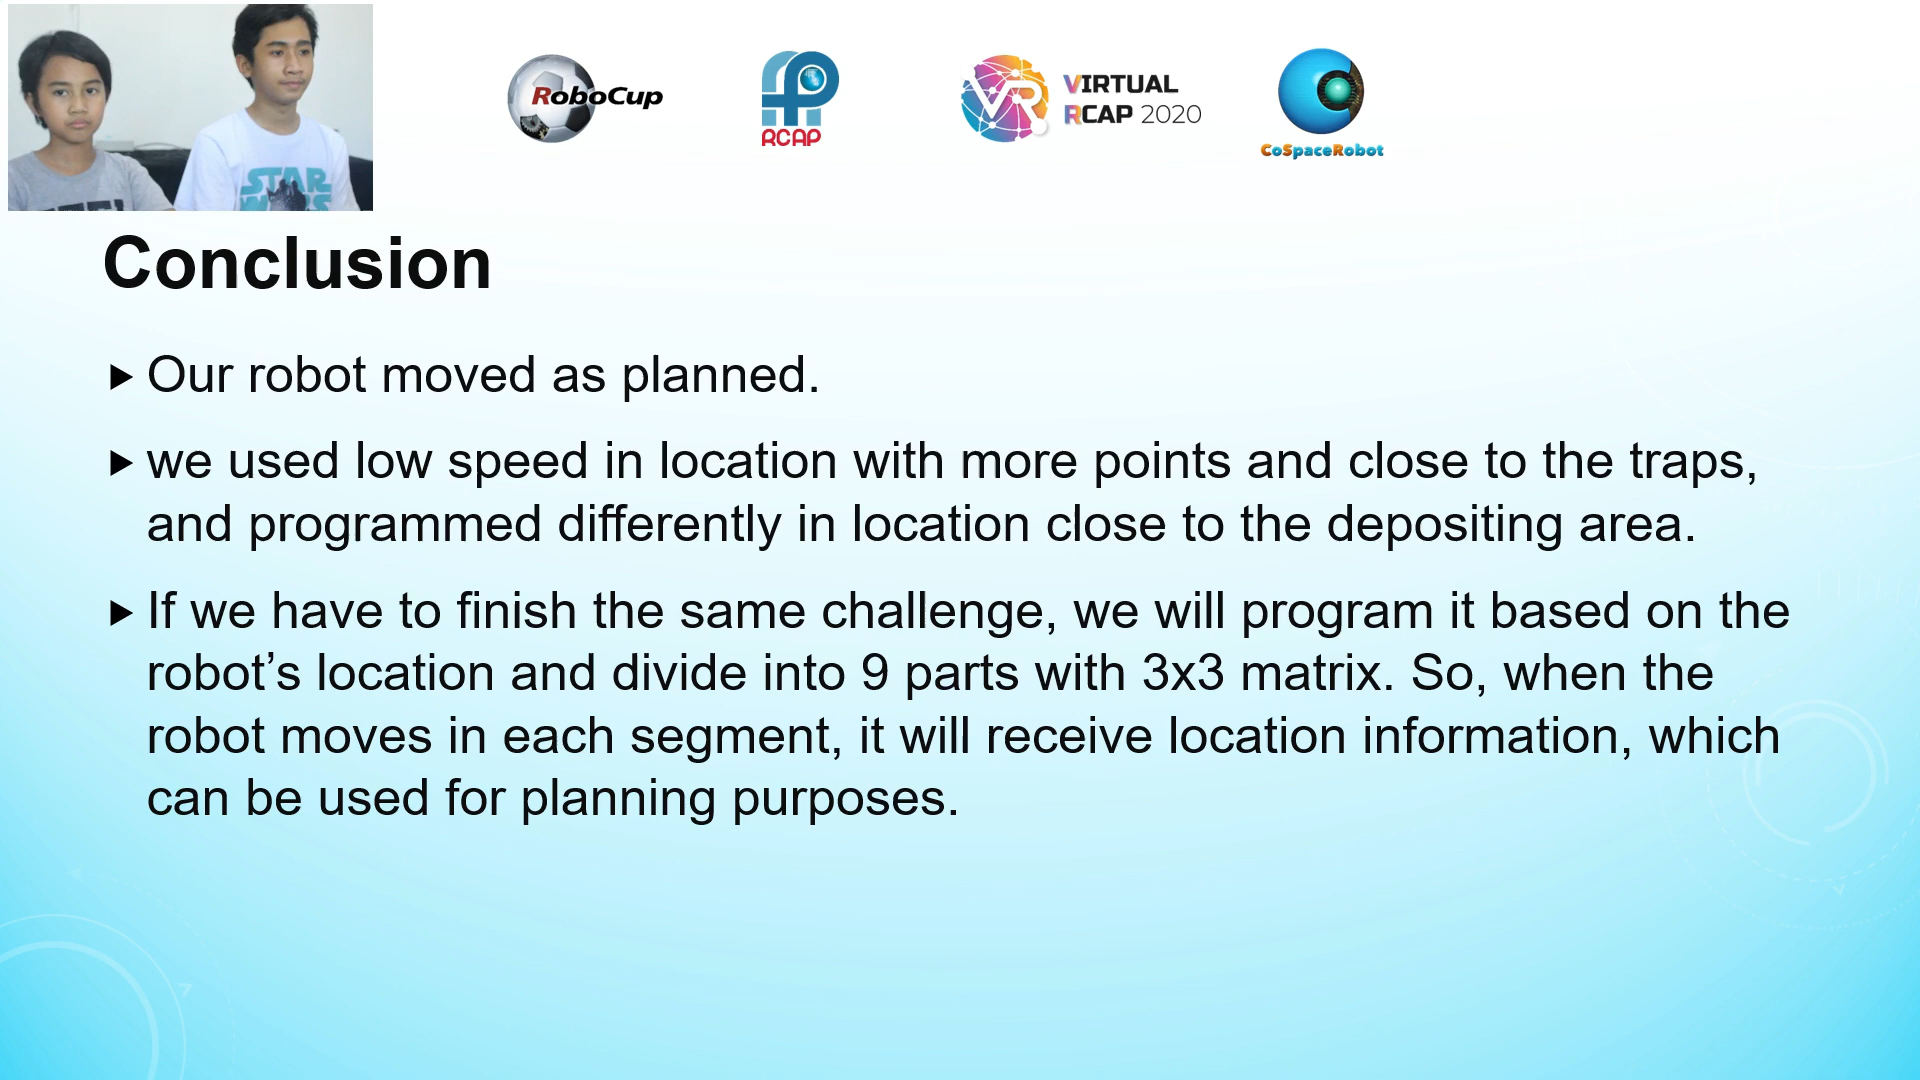 RoboCup
RCAP
VR
VIRTUAL
RCAP 2020
CoSpaceRobot
STAR
WARS
Conclusion
Our robot moved as planned.
we used low speed in location with more points and close to the traps,
and programmed differently in location close to the depositing area.
If we have to finish the same challenge, we will program it based on the
robot’s location and divide into 9 parts with 3x3 matrix. So, when the
robot moves in each segment, it will receive location information, which
can be used for planning purposes.